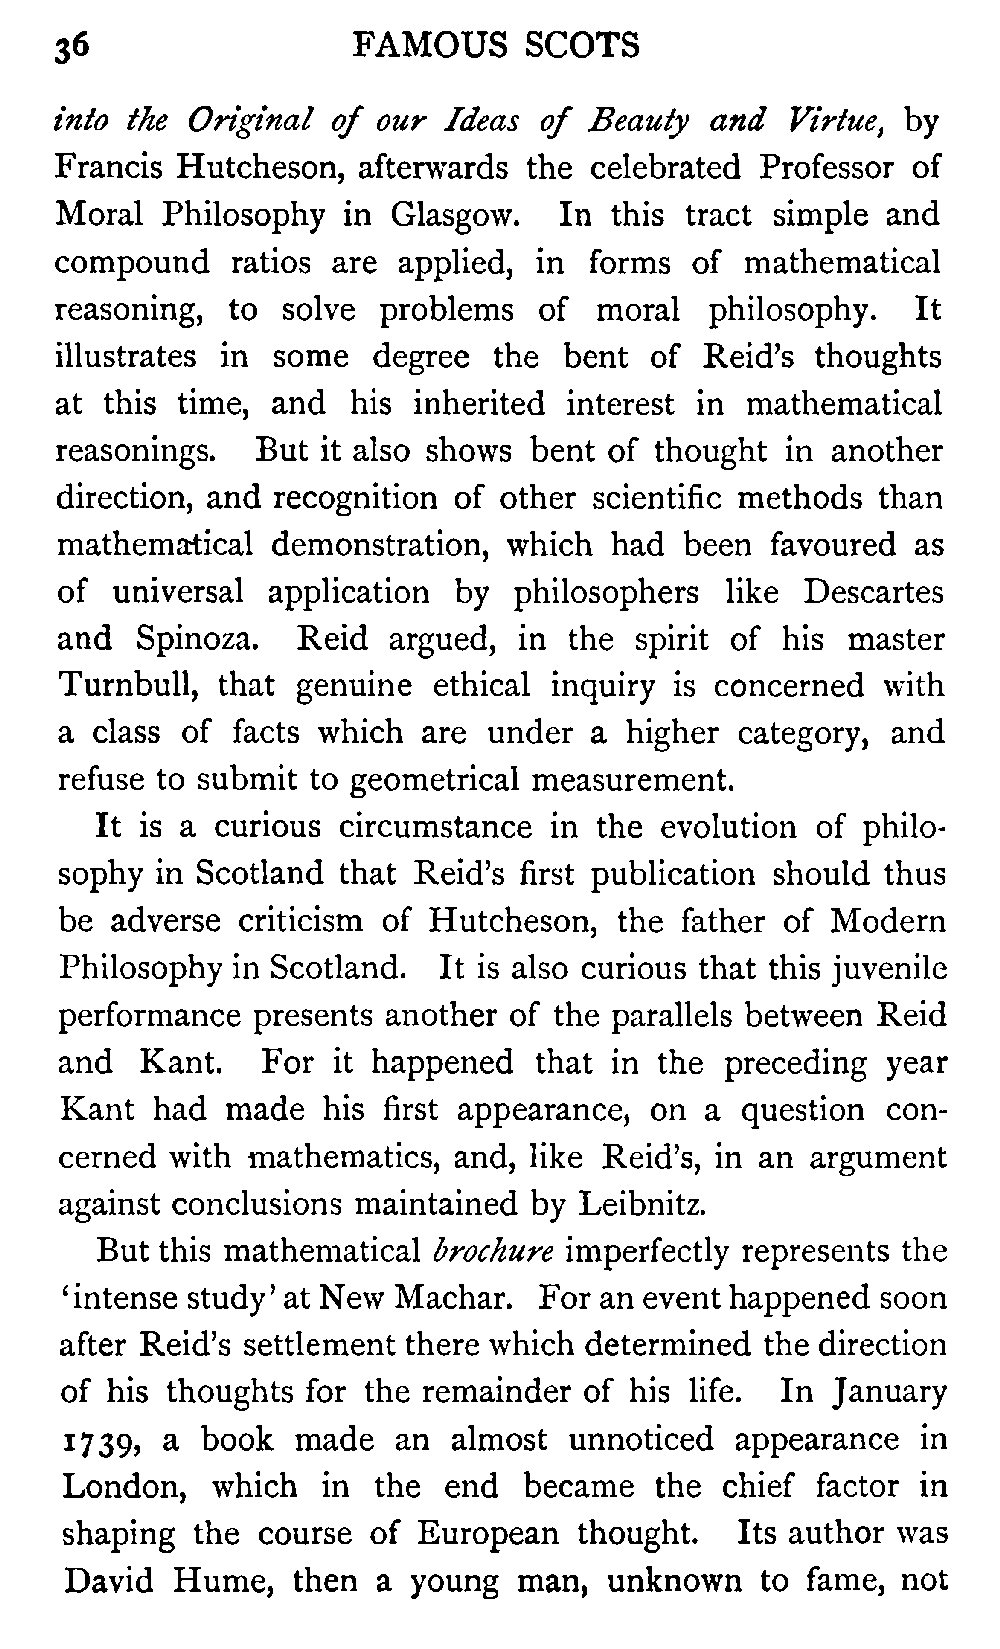 36 FAMOUS SCOTS
into the Original of our Ideas of Beauty and Virtue, by
Francis Hutcheson, afterwards the celebrated Professor of
Moral Philosophy in Glasgow. In this tract simple and
compound ratios are applied, in forms of mathematical
reasoning, to solve problems of moral philosophy. It
illustrates in some degree the bent of Reid's thoughts
at this time, and his inherited interest in mathematical
reasonings. But it also shows bent of thought in another
direction, and recognition of other scientific methods than
mathematical demonstration, which had been favoured as
of universal application by philosophers like Descartes
and Spinoza. Reid argued, in the spirit of his master
Turnbull, that genuine ethical inquiry is concerned with
a class of facts which are under a higher category, and
refuse to submit to geometrical measurement.
It is a curious circumstance in the evolution of philo-
sophy in Scotland that Reid's first publication should thus
be adverse criticism of Hutcheson, the father of Modern
Philosophy in Scotland. It is also curious that this juvenile
performance presents another of the parallels between Reid
and Kant. For it happened that in the preceding year
Kant had made his first appearance, on a question con-
cerned with mathematics, and, like Reid's, in an argument
against conclusions maintained by Leibnitz.
But this mathematical brochure imperfectly represents the
'intense study' at New Machar. For an event happened soon
after Reid's settlement there which determined the direction
of his thoughts for the remainder of his life. In January
1739, a book made an almost unnoticed appearance in
London, which in the end became the chief factor in
shaping the course of European thought. Its author was
David Hume, then a young man, unknown to fame, not